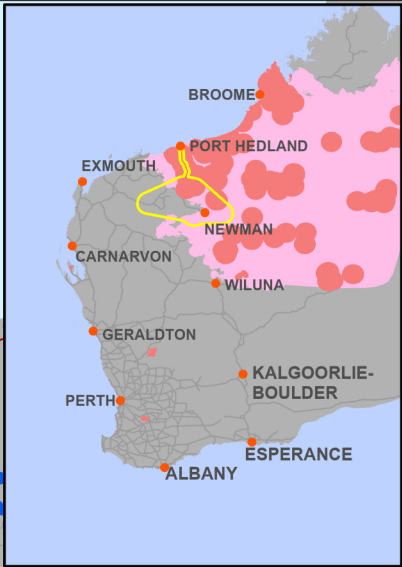 BROOME
PORT HEDLAND
EXMOUTH
NEWMAN
CARNARVON
WILUNA
GERALDTON
KALGOORLIE-
BOULDER
PERTH
ESPERANCE
ALBANY